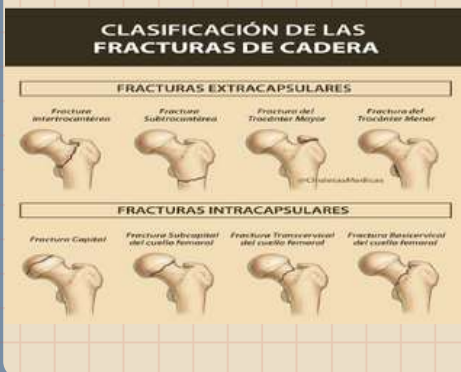 CLASIFICACIÓN DE LAS
FRACTURAS DE CADERA
FRACTURAS EXTRACAPSULARES
Fractura
Intertrocantérea
Fractura
Subtrocantérea
Fractura del
Trocánter Mayor
Fractura del
Trocánter Menor
@ChuletasMedicas
FRACTURAS INTRACAPSULARES
Fractura Capital
Fractura Subcapital
del cuello femoral
Fractura Transcervical
del cuello femoral
Fractura Basicervical
del cuello femoral